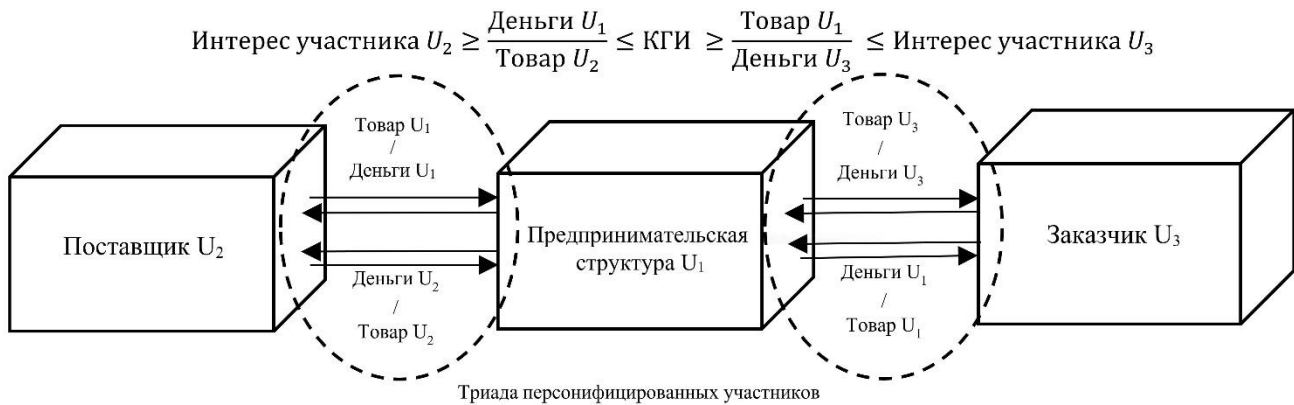 Интерес участника U₂ ≥ Деньги U₁ / Товар U₂ ≤ КГИ ≥ Товар U₁ / Деньги U₃ ≤ Интерес участника U₃
Товар U₁
/
Деньги U₁
Товар U₃
/
Деньги U₃
Поставщик U₂
Предпринимательская
структура U₁
Заказчик U₃
Деньги U₂
/
Товар U₂
Деньги U₁
/
Товар U₁
Триада персонифицированных участников